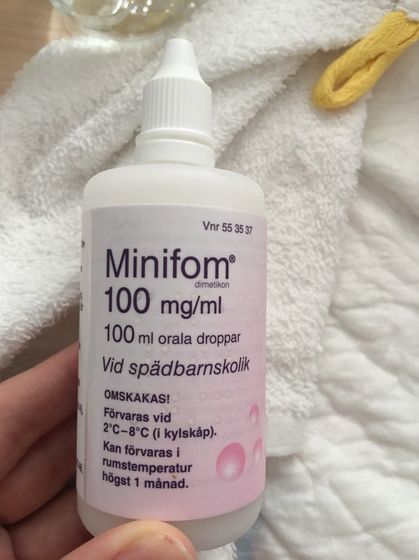 Vnr 55 35 37
Minifom®
dimetikon
100 mg/ml
100 ml orala droppar
Vid spädbarnskolik
OMSKAKAS!
Förvaras vid
2°C–8°C (i kylskåp).
Kan förvaras i
rumstemperatur
högst 1 månad.